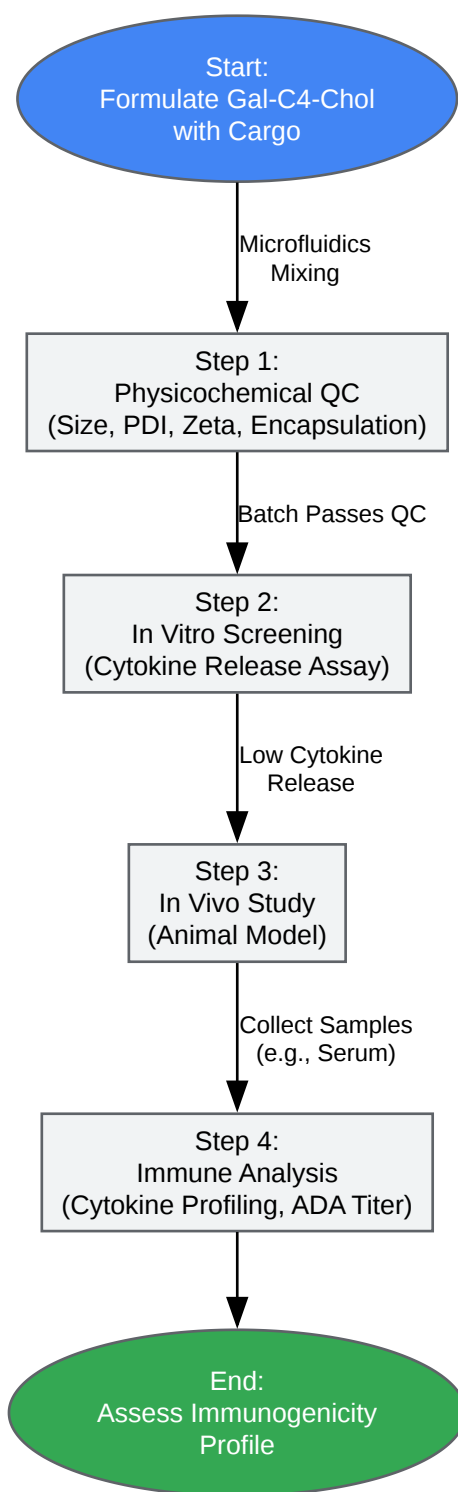 Start:
Formulate Gal-C4-Chol
with Cargo
Microfluidics
Mixing
Step 1:
Physicochemical QC
(Size, PDI, Zeta, Encapsulation)
Batch Passes QC
Step 2:
In Vitro Screening
(Cytokine Release Assay)
Low Cytokine
Release
Step 3:
In Vivo Study
(Animal Model)
Collect Samples
(e.g., Serum)
Step 4:
Immune Analysis
(Cytokine Profiling, ADA Titer)
End:
Assess Immunogenicity
Profile